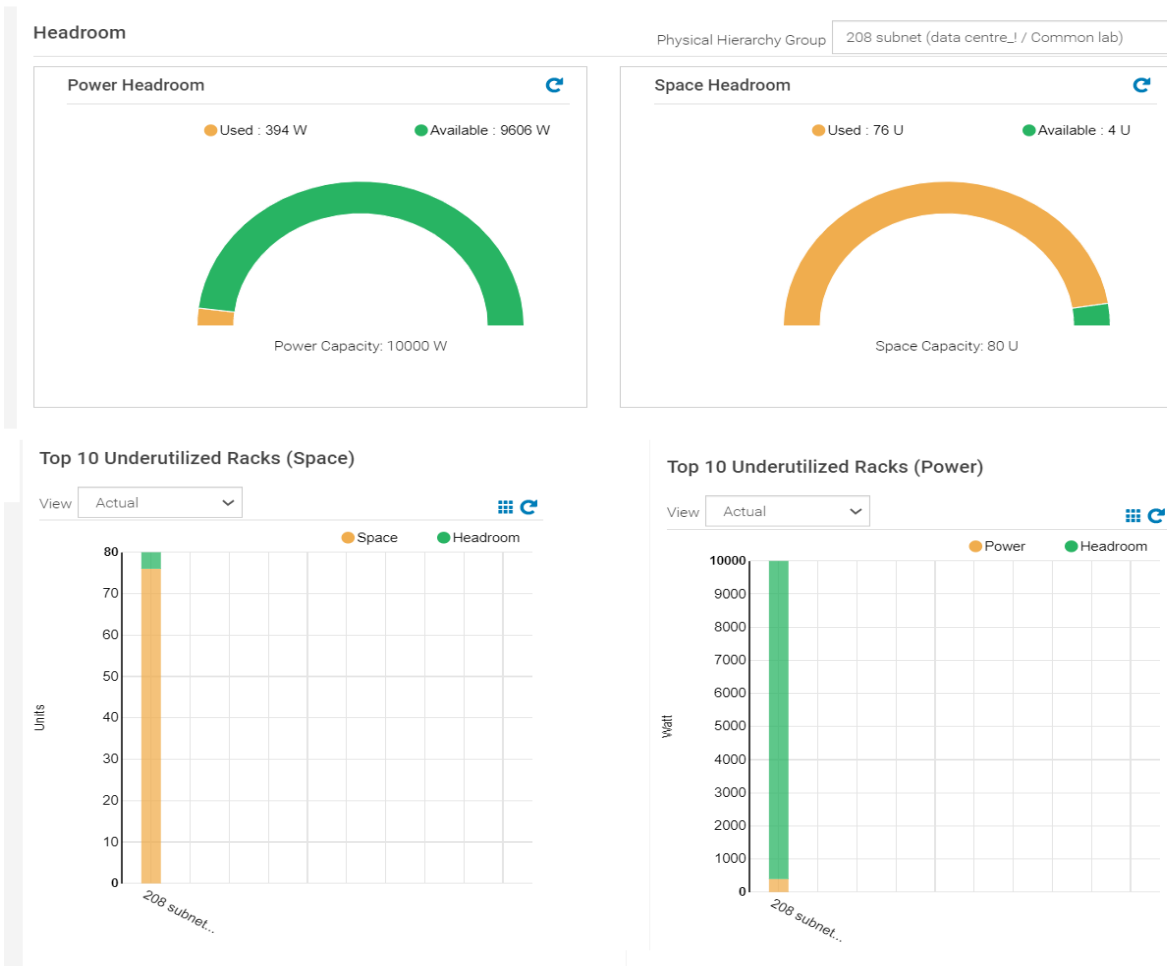 Headroom
Physical Hierarchy Group 208 subnet (data centre_! / Common lab)
Power Headroom
Used : 394 W Available : 9606 W
Power Capacity: 10000 W
Space Headroom
Used : 76 U Available : 4 U
Space Capacity: 80 U
Top 10 Underutilized Racks (Space)
View Actual
Space Headroom
80
70
60
50
40
30
20
10
0
Units
208 subnet...
Top 10 Underutilized Racks (Power)
View Actual
Power Headroom
10000
9000
8000
7000
6000
5000
4000
3000
2000
1000
0
Watt
208 subnet...